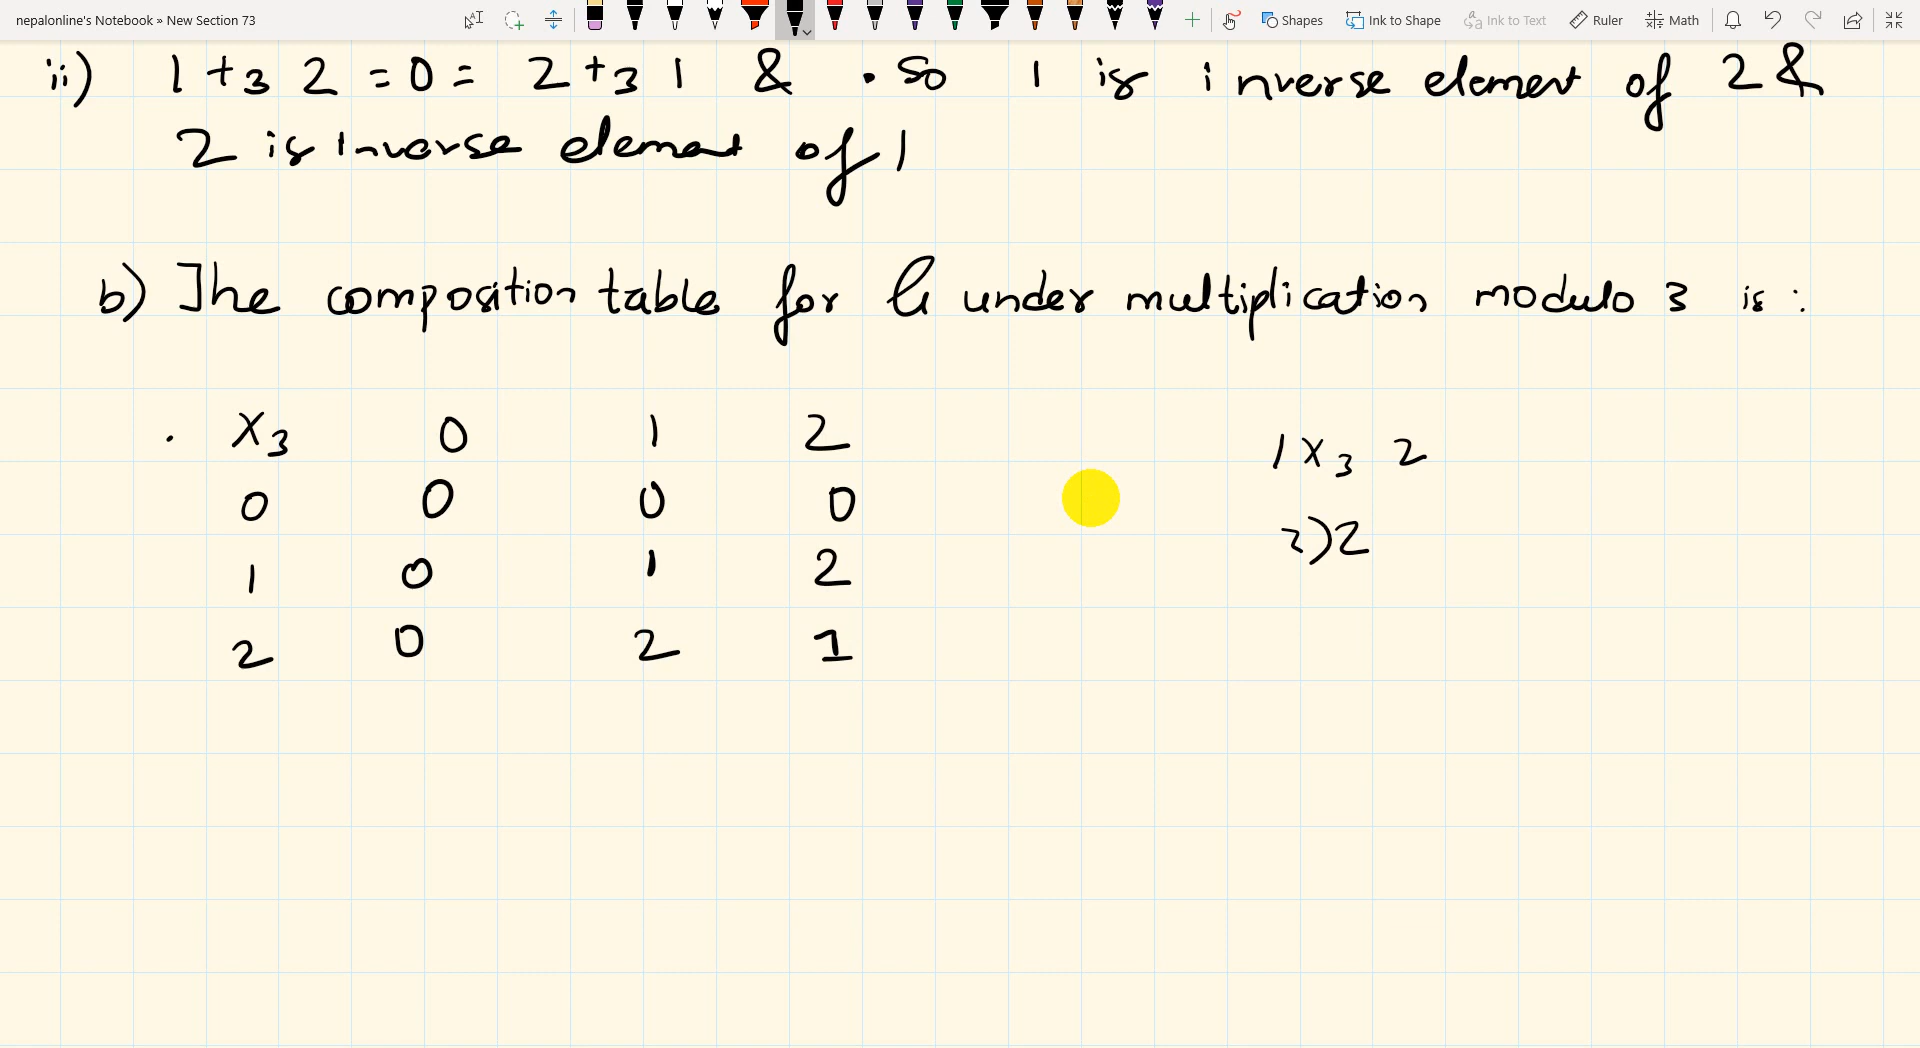 nepalonline's Notebook » New Section 73
Shapes Ink to Shape Ink to Text Ruler Math
ii) 1 +₃ 2 = 0 = 2 +₃ 1 & . so 1 is inverse element of 2 &
2 is inverse element of 1
b) The composition table for G under multiplication modulo 3 is :
. ×₃ 0 1 2
0 0 0 0
1 0 1 2
2 0 2 1
1 ×₃ 2
3)2